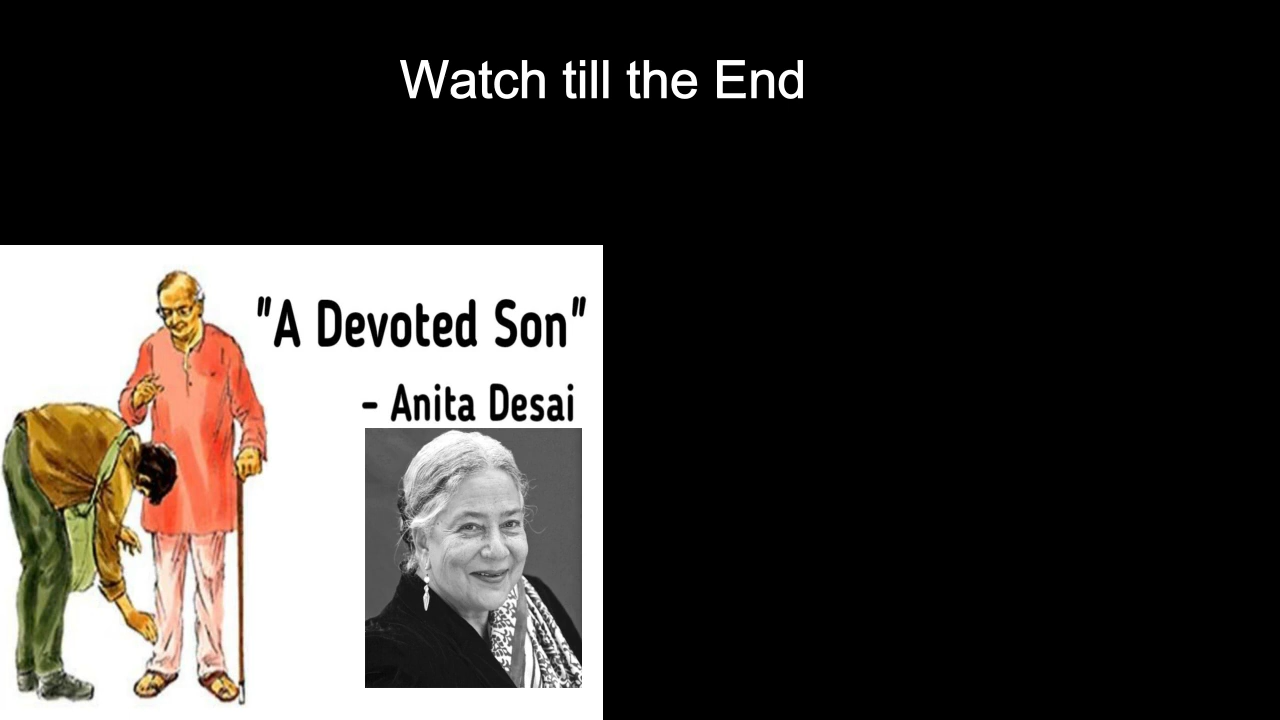 Watch till the End
"A Devoted Son"
- Anita Desai